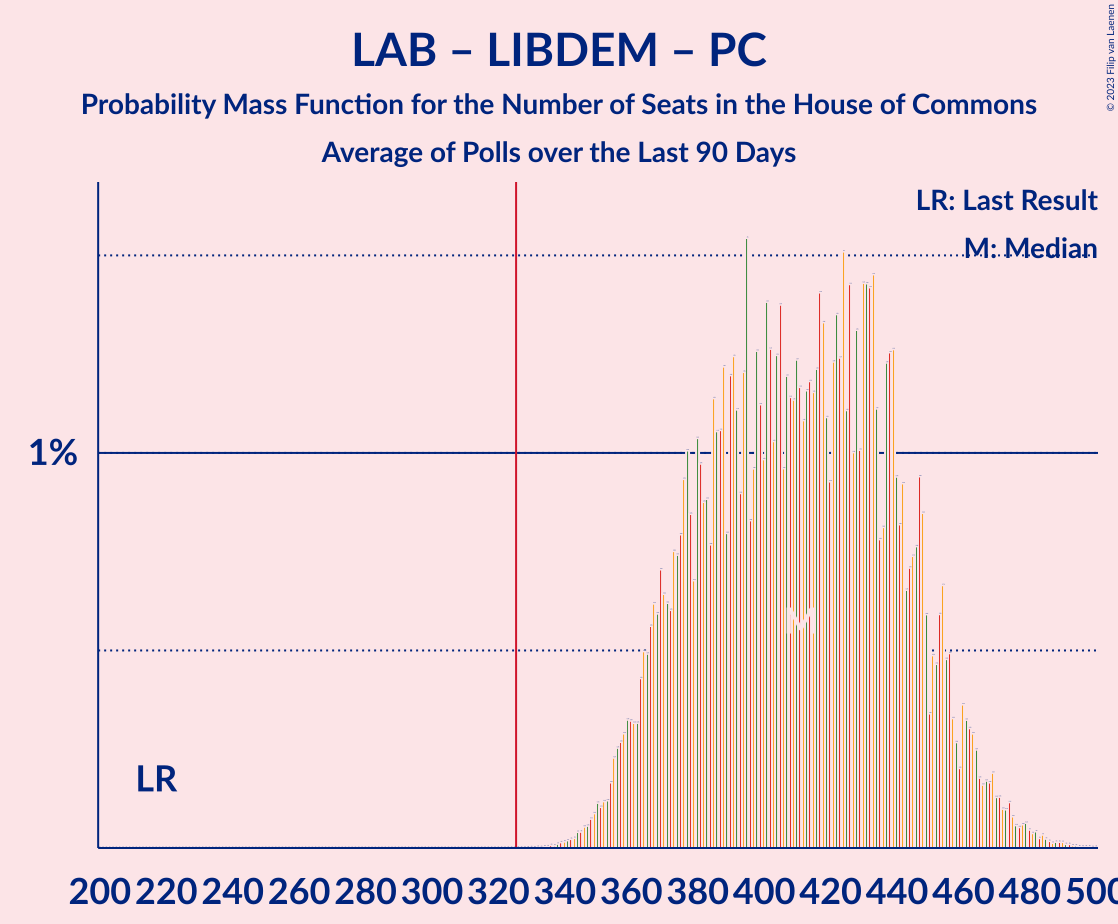 LAB – LIBDEM – PC
Probability Mass Function for the Number of Seats in the House of Commons
Average of Polls over the Last 90 Days
© 2023 Filip van Laenen
LR: Last Result
M: Median
1%
M
LR
200 220 240 260 280 300 320 340 360 380 400 420 440 460 480 500